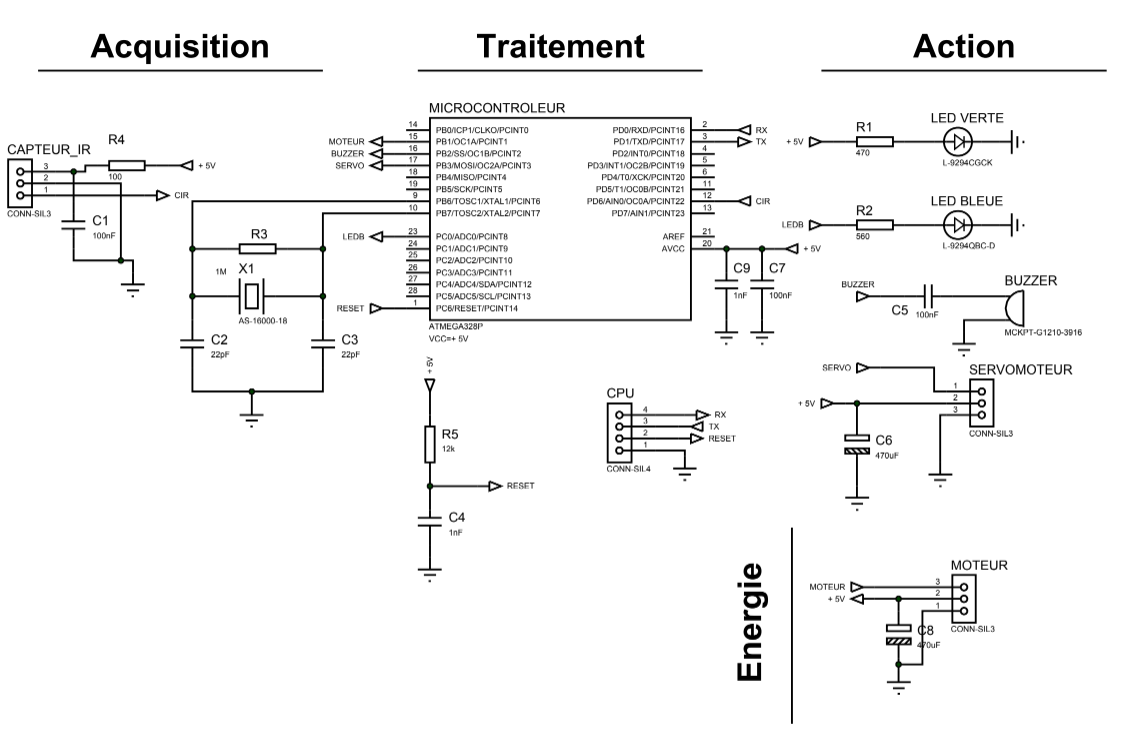 Acquisition
Traitement
Action
CAPTEUR_IR
3
2
1
CONN-SIL3
R4
100
+ 5V
CIR
C1
100nF
R3
1M
X1
AS-16000-18
C2
22pF
C3
22pF
MICROCONTROLEUR
14 PB0/ICP1/CLKO/PCINT0
MOTEUR 15 PB1/OC1A/PCINT1
BUZZER 16 PB2/SS/OC1B/PCINT2
SERVO 17 PB3/MOSI/OC2A/PCINT3
18 PB4/MISO/PCINT4
19 PB5/SCK/PCINT5
9 PB6/TOSC1/XTAL1/PCINT6
10 PB7/TOSC2/XTAL2/PCINT7
LEDB 23 PC0/ADC0/PCINT8
24 PC1/ADC1/PCINT9
25 PC2/ADC2/PCINT10
26 PC3/ADC3/PCINT11
27 PC4/ADC4/SDA/PCINT12
28 PC5/ADC5/SCL/PCINT13
RESET 1 PC6/RESET/PCINT14
PD0/RXD/PCINT16 2 RX
PD1/TXD/PCINT17 3 TX
PD2/INT0/PCINT18 4
PD3/INT1/OC2B/PCINT19 5
PD4/T0/XCK/PCINT20 6
PD5/T1/OC0B/PCINT21 11
PD6/AIN0/OC0A/PCINT22 12 CIR
PD7/AIN1/PCINT23 13
AREF 21
AVCC 20 + 5V
ATMEGA328P
VCC=+ 5V
C9
1nF
C7
100nF
+ 5V
R5
12k
RESET
C4
1nF
CPU
4 RX
3 TX
2 RESET
1
CONN-SIL4
+ 5V
R1
470
LED VERTE
L-9294CGCK
LEDB
R2
560
LED BLEUE
L-9294QBC-D
BUZZER
C5
100nF
BUZZER
MCKPT-G1210-3916
SERVO
+ 5V
SERVOMOTEUR
1
2
3
CONN-SIL3
C6
470uF
Energie
MOTEUR
MOTEUR
+ 5V
3
2
1
CONN-SIL3
C8
470uF